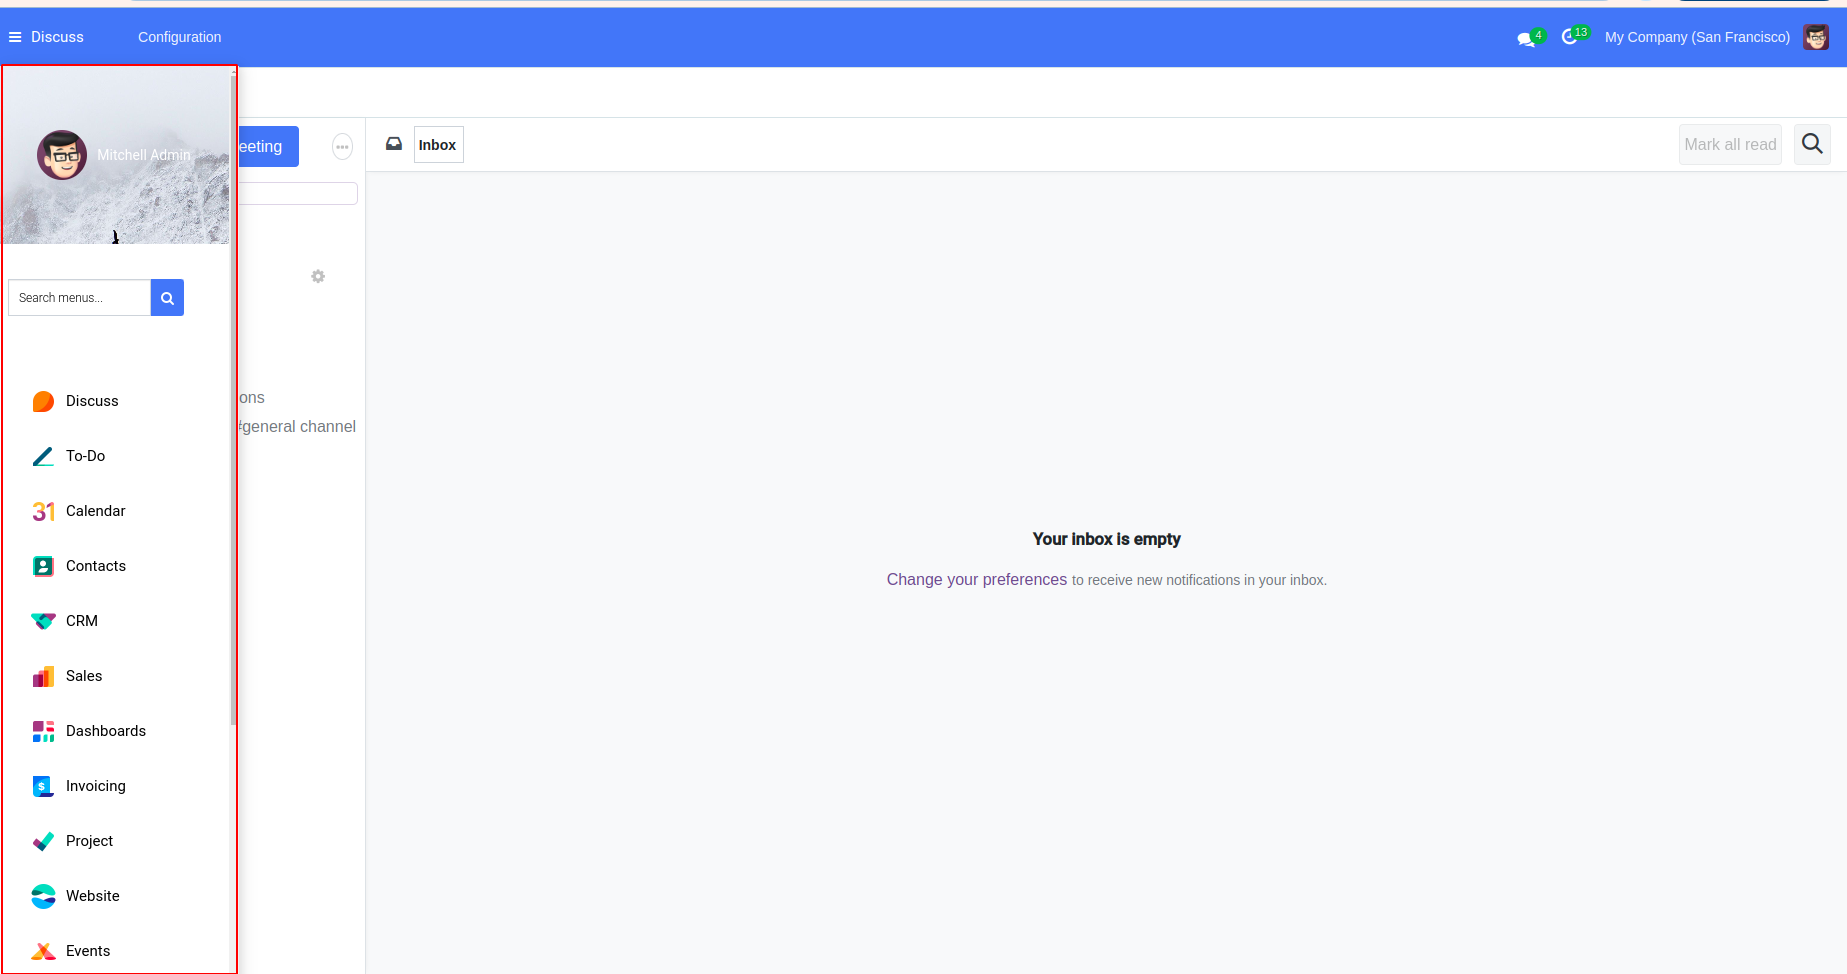 Discuss
Configuration
4
13
My Company (San Francisco)
Mitchell Admin
eeting
Inbox
Mark all read
Search menus...
Discuss
ons
#general channel
To-Do
31 Calendar
Contacts
Your inbox is empty
Change your preferences to receive new notifications in your inbox.
CRM
Sales
Dashboards
$ Invoicing
Project
Website
Events